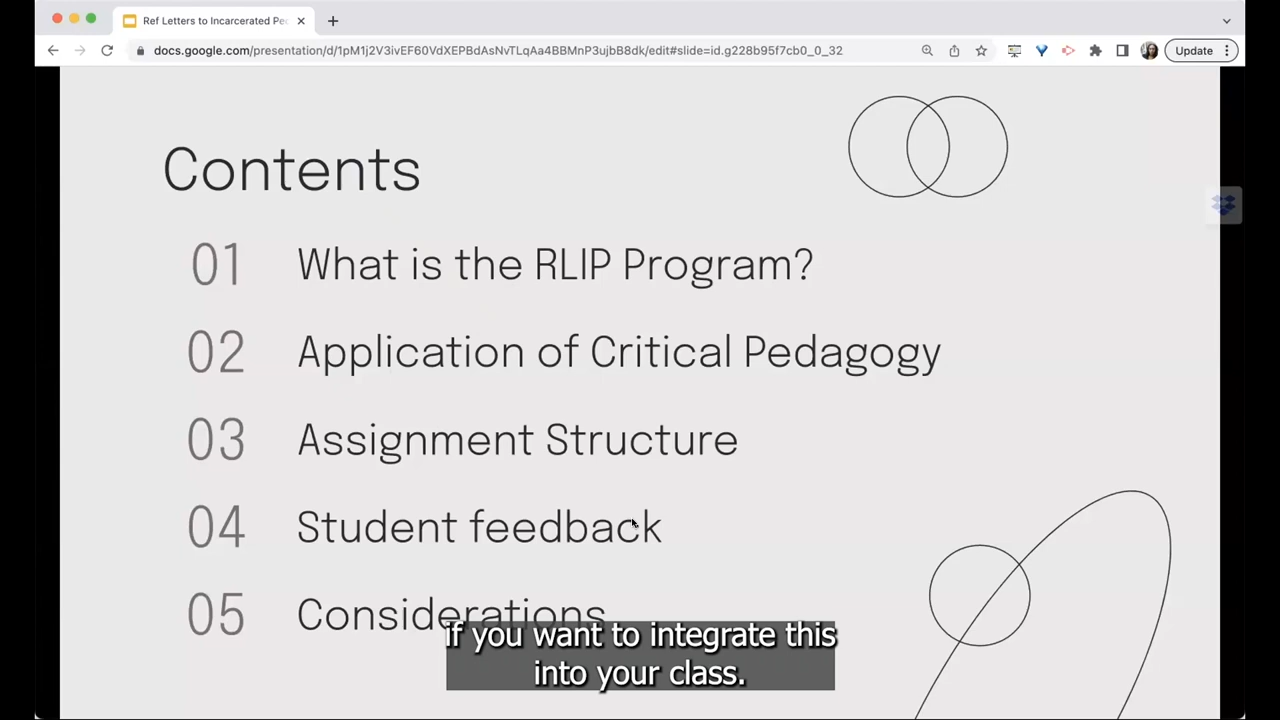 Ref Letters to Incarcerated Pe
docs.google.com/presentation/d/1pM1j2V3ivEF60VdXEPBdAsNvTLqAa4BBMnP3ujbB8dk/edit#slide=id.g228b95f7cb0_0_32
Update
Contents
01 What is the RLIP Program?
02 Application of Critical Pedagogy
03 Assignment Structure
04 Student feedback
05 Considerations
If you want to integrate this
into your class.